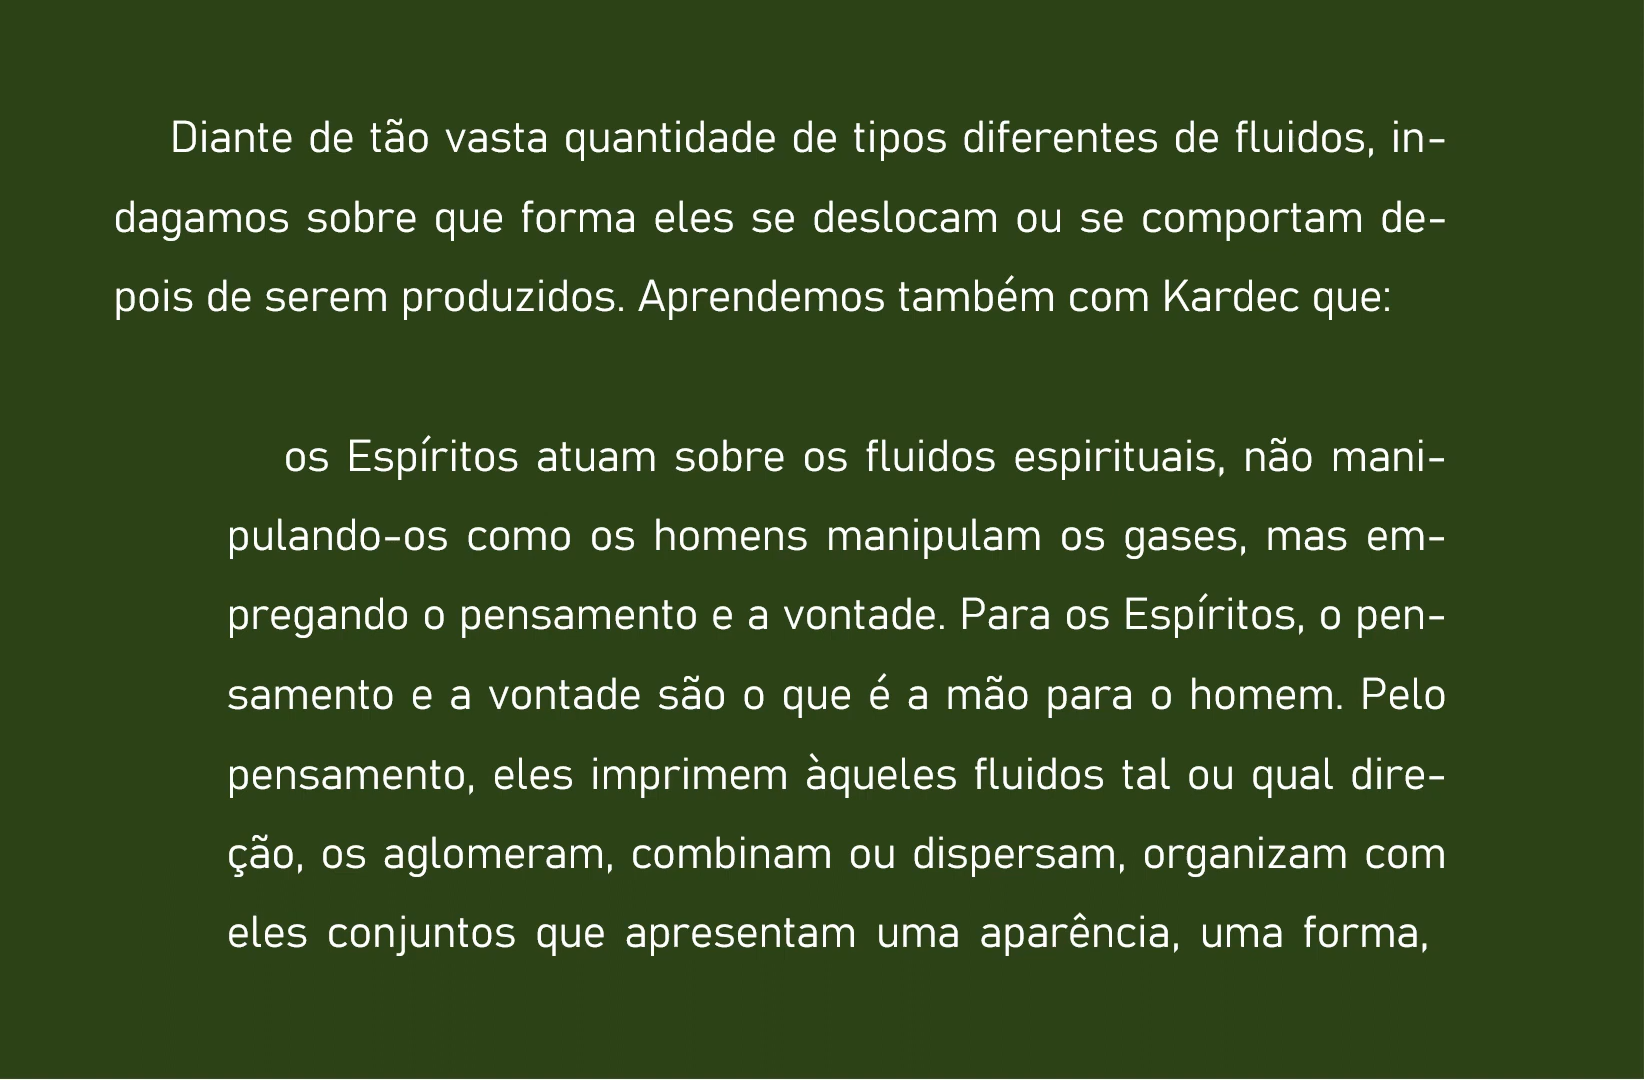 Diante de tão vasta quantidade de tipos diferentes de fluidos, in-
dagamos sobre que forma eles se deslocam ou se comportam de-
pois de serem produzidos. Aprendemos também com Kardec que:
os Espíritos atuam sobre os fluidos espirituais, não mani-
pulando-os como os homens manipulam os gases, mas em-
pregando o pensamento e a vontade. Para os Espíritos, o pen-
samento e a vontade são o que é a mão para o homem. Pelo
pensamento, eles imprimem àqueles fluidos tal ou qual dire-
ção, os aglomeram, combinam ou dispersam, organizam com
eles conjuntos que apresentam uma aparência, uma forma,